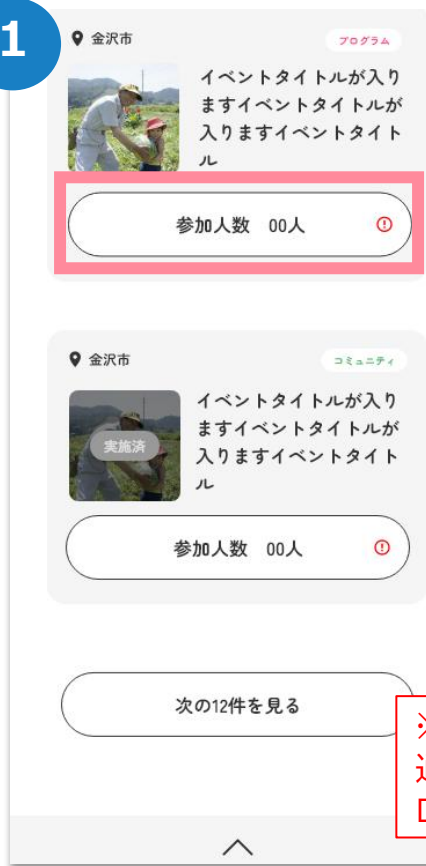 1
金沢市
プログラム
イベントタイトルが入り
ますイベントタイトルが
入りますイベントタイト
ル
参加人数 00人
金沢市
コミュニティ
実施済
イベントタイトルが入り
ますイベントタイトルが
入りますイベントタイト
ル
参加人数 00人
次の12件を見る
※